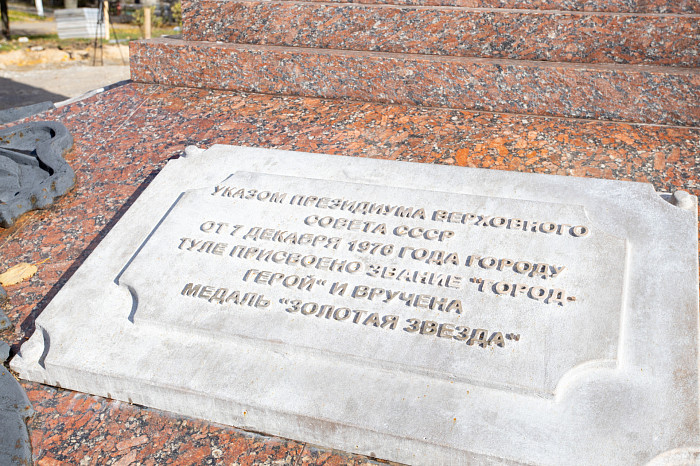 УКАЗОМ ПРЕЗИДИУМА ВЕРХОВНОГО
СОВЕТА СССР
ОТ 7 ДЕКАБРЯ 1976 ГОДА ГОРОДУ
ТУЛЕ ПРИСВОЕНО ЗВАНИЕ "ГОРОД-
ГЕРОЙ" И ВРУЧЕНА
МЕДАЛЬ "ЗОЛОТАЯ ЗВЕЗДА"